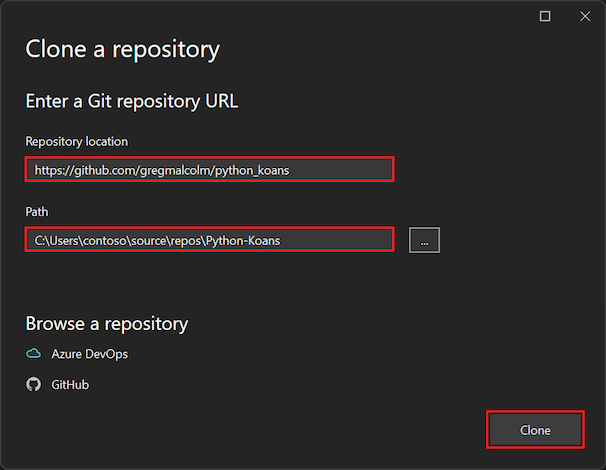 Clone a repository
Enter a Git repository URL
Repository location
https://github.com/gregmalcolm/python_koans
Path
C:\Users\contoso\source\repos\Python-Koans
...
Browse a repository
Azure DevOps
GitHub
Clone